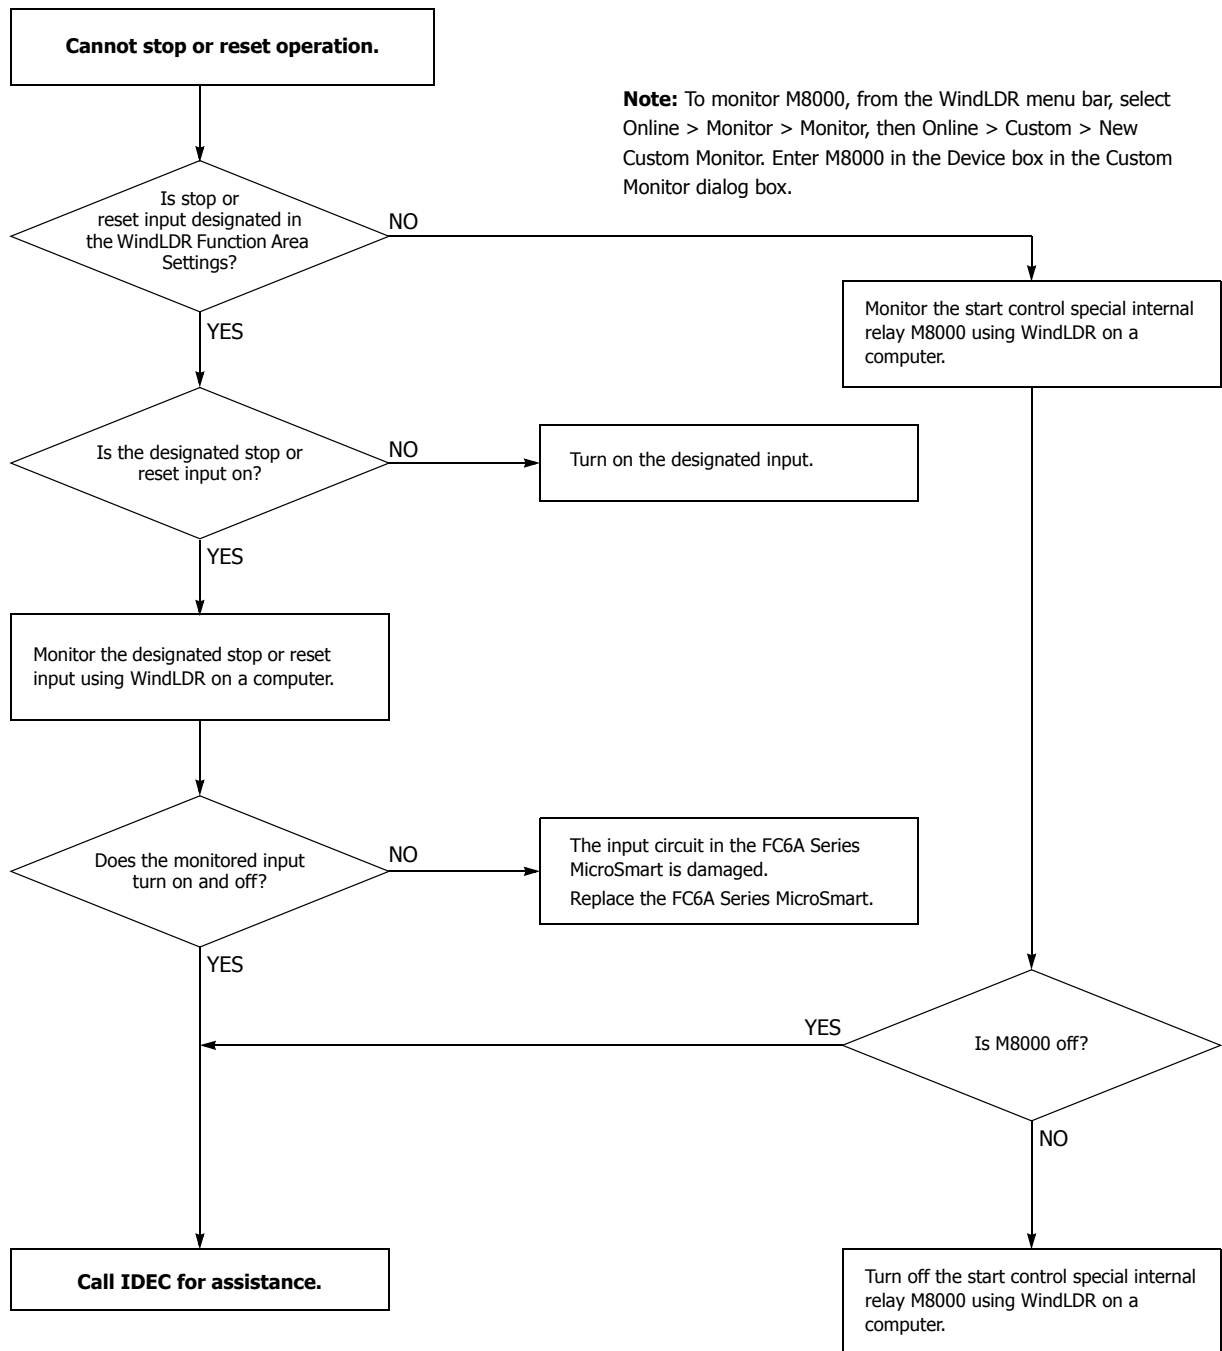 Cannot stop or reset operation.
Note: To monitor M8000, from the WindLDR menu bar, select
Online > Monitor > Monitor, then Online > Custom > New
Custom Monitor. Enter M8000 in the Device box in the Custom
Monitor dialog box.
Is stop or
reset input designated in
the WindLDR Function Area
Settings?
NO
YES
Monitor the start control special internal
relay M8000 using WindLDR on a
computer.
Is the designated stop or
reset input on?
NO
Turn on the designated input.
YES
Monitor the designated stop or reset
input using WindLDR on a computer.
Does the monitored input
turn on and off?
NO
The input circuit in the FC6A Series
MicroSmart is damaged.
Replace the FC6A Series MicroSmart.
YES
YES
Is M8000 off?
NO
Call IDEC for assistance.
Turn off the start control special internal
relay M8000 using WindLDR on a
computer.